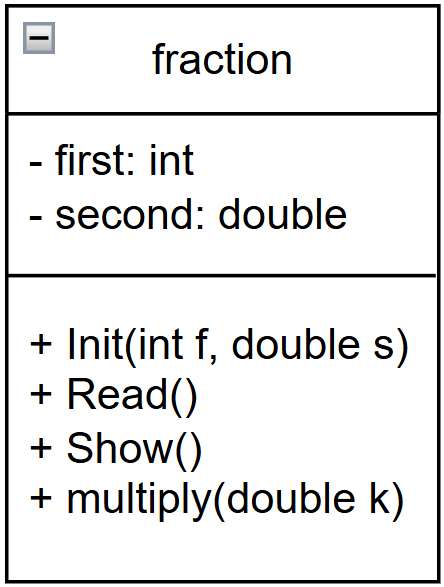 fraction
- first: int
- second: double
+ Init(int f, double s)
+ Read()
+ Show()
+ multiply(double k)